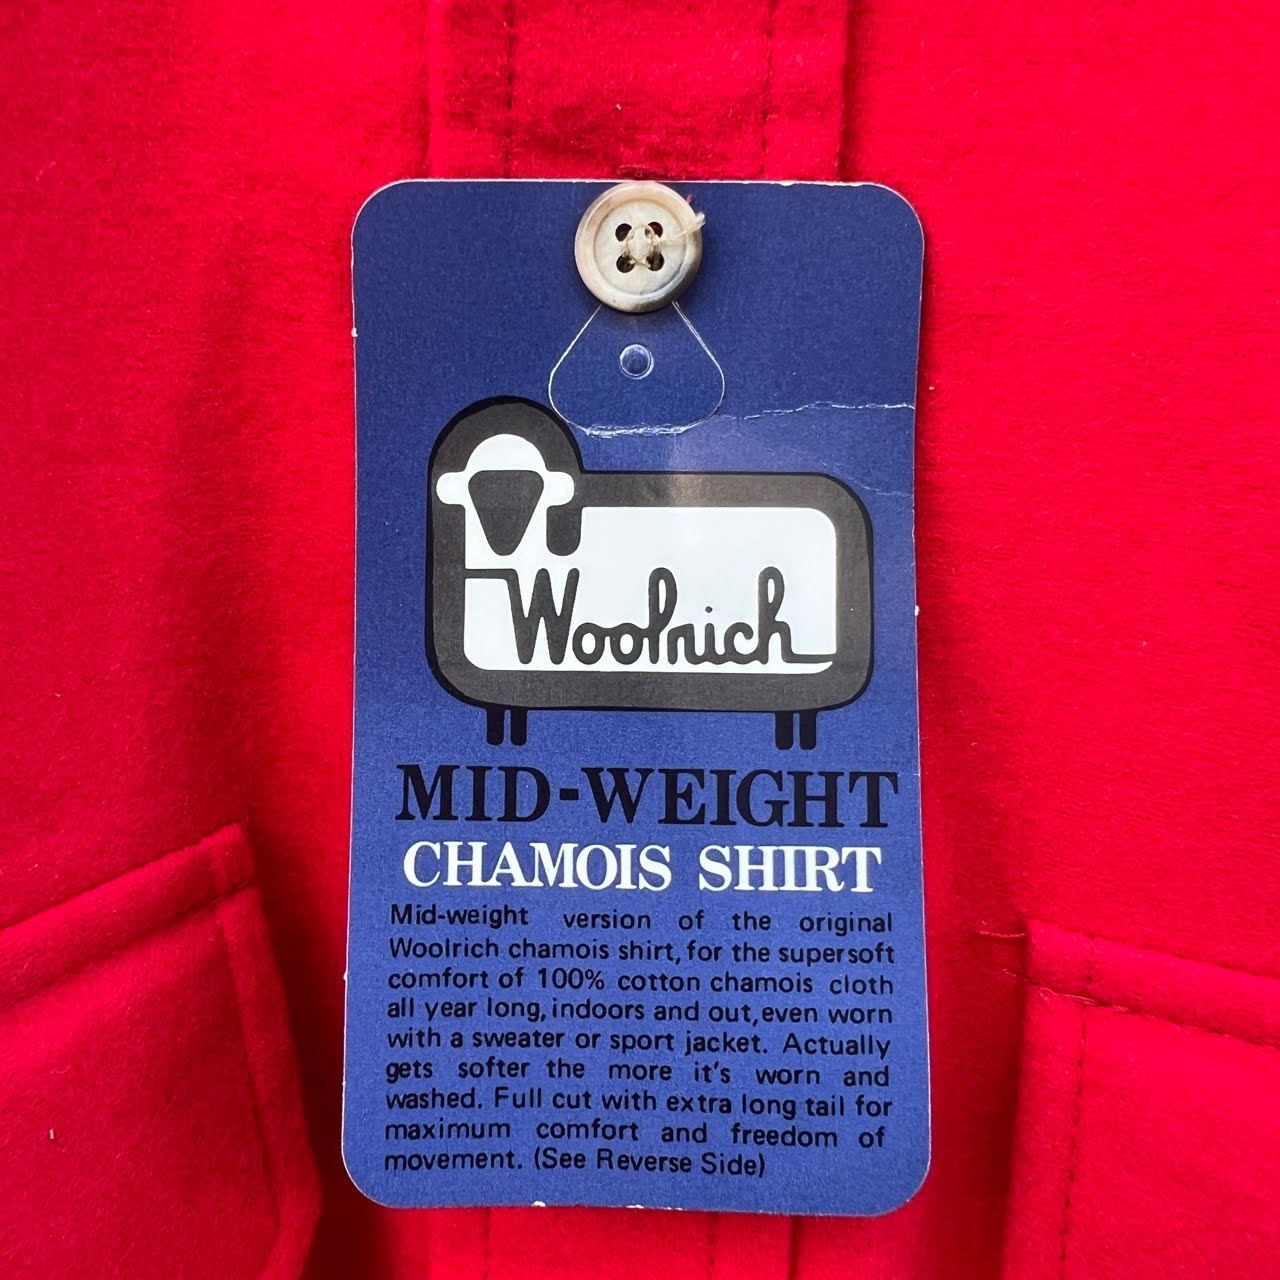 Woolrich
MID-WEIGHT
CHAMOIS SHIRT
Mid-weight version of the original
Woolrich chamois shirt, for the supersoft
comfort of 100% cotton chamois cloth
all year long, indoors and out, even worn
with a sweater or sport jacket. Actually
gets softer the more it's worn and
washed. Full cut with extra long tail for
maximum comfort and freedom of
movement. (See Reverse Side)